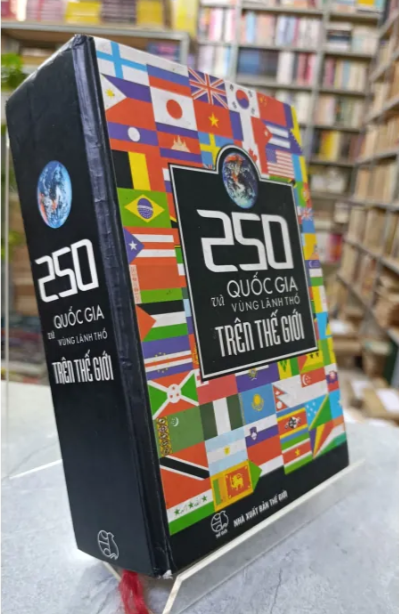 250
QUỐC GIA
và VÙNG LÃNH THỔ
TRÊN THẾ GIỚI
250
QUỐC GIA
và VÙNG LÃNH THỔ
TRÊN THẾ GIỚI
NHÀ XUẤT BẢN THẾ GIỚI